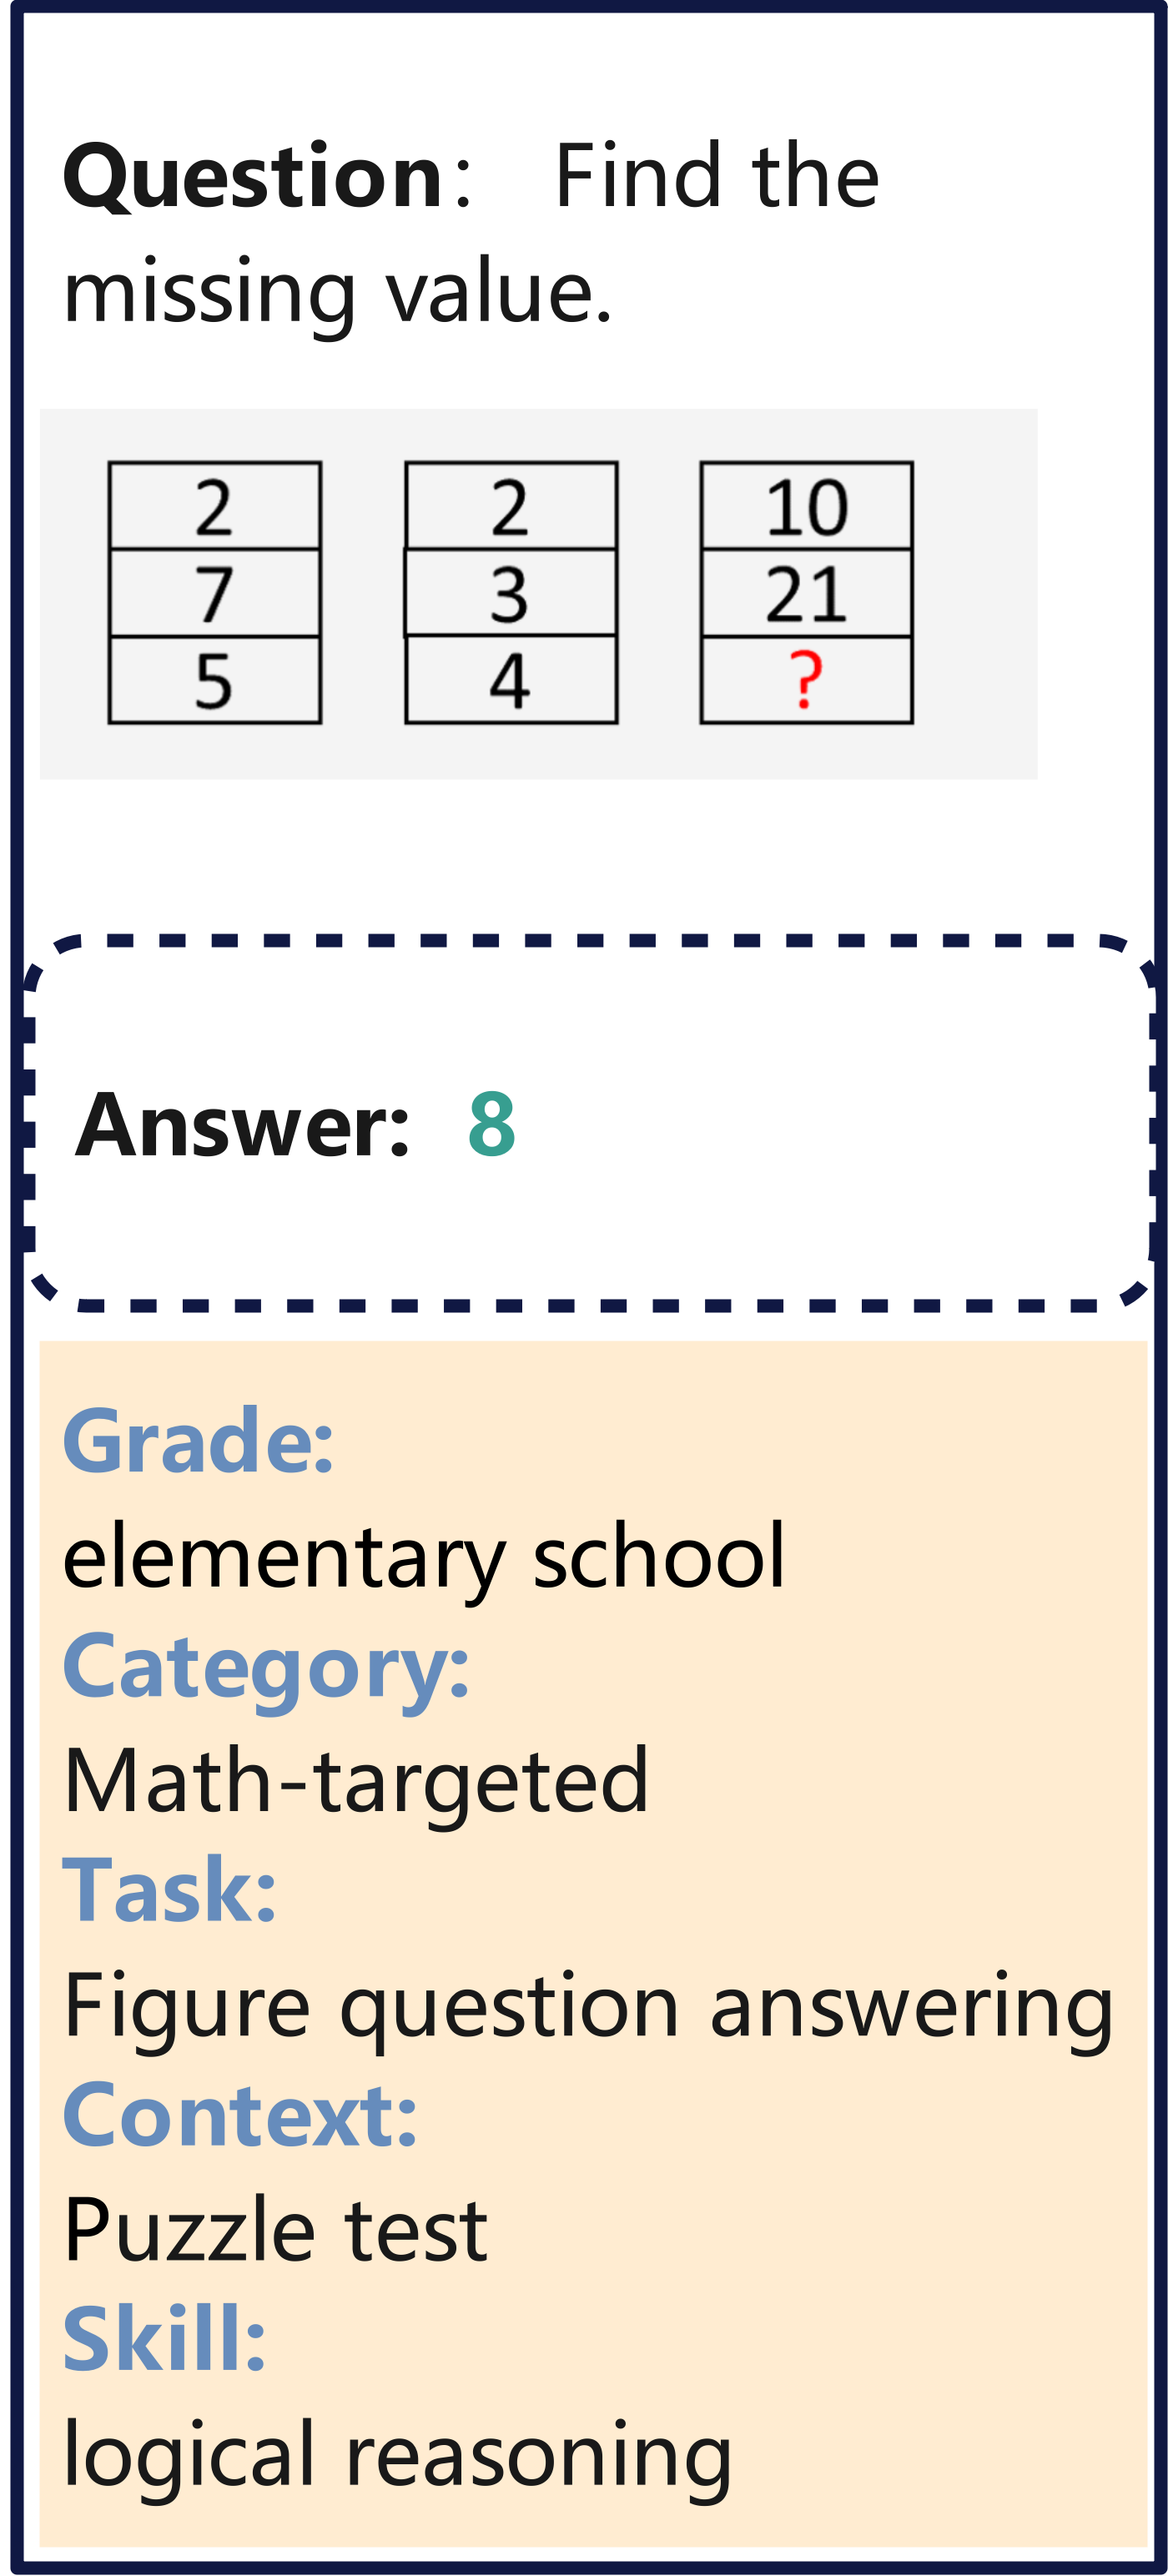 Question: Find the
missing value.
2 2 10
7 3 21
5 4 ?
Answer: 8
Grade:
elementary school
Category:
Math-targeted
Task:
Figure question answering
Context:
Puzzle test
Skill:
logical reasoning